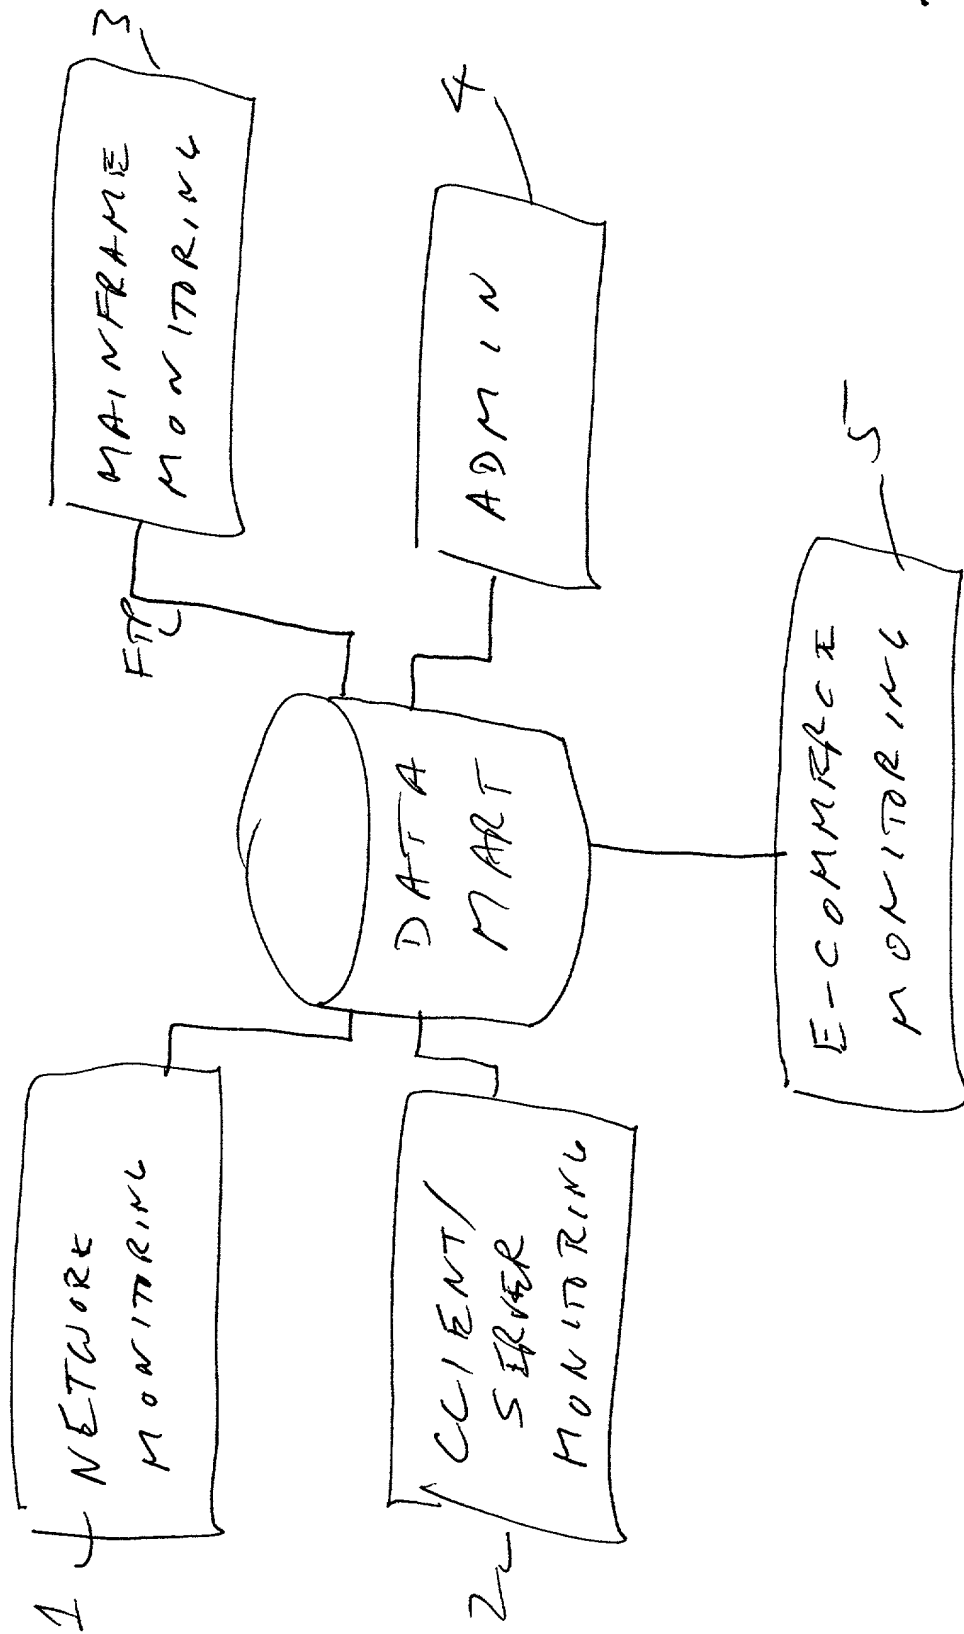 1
NETWORK
MONITORING
2
CLIENT/
SERVER
MONITORING
DATA
MART
FTP
MAINFRAME
MONITORING
3
ADMIN
4
E-COMMERCE
MONITORING
5